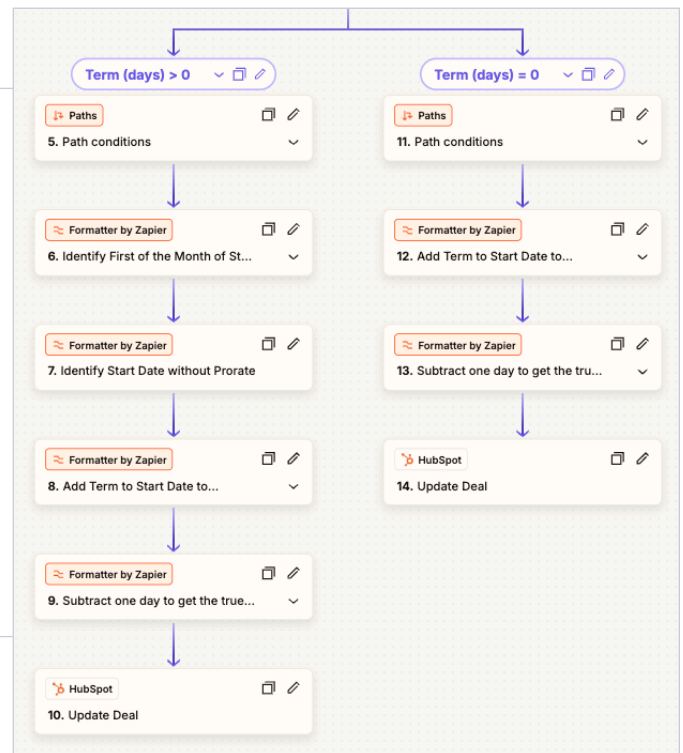 Term (days) > 0
Paths
5. Path conditions
Formatter by Zapier
6. Identify First of the Month of St...
Formatter by Zapier
7. Identify Start Date without Prorate
Formatter by Zapier
8. Add Term to Start Date to...
Formatter by Zapier
9. Subtract one day to get the true...
HubSpot
10. Update Deal
Term (days) = 0
Paths
11. Path conditions
Formatter by Zapier
12. Add Term to Start Date to...
Formatter by Zapier
13. Subtract one day to get the tru...
HubSpot
14. Update Deal